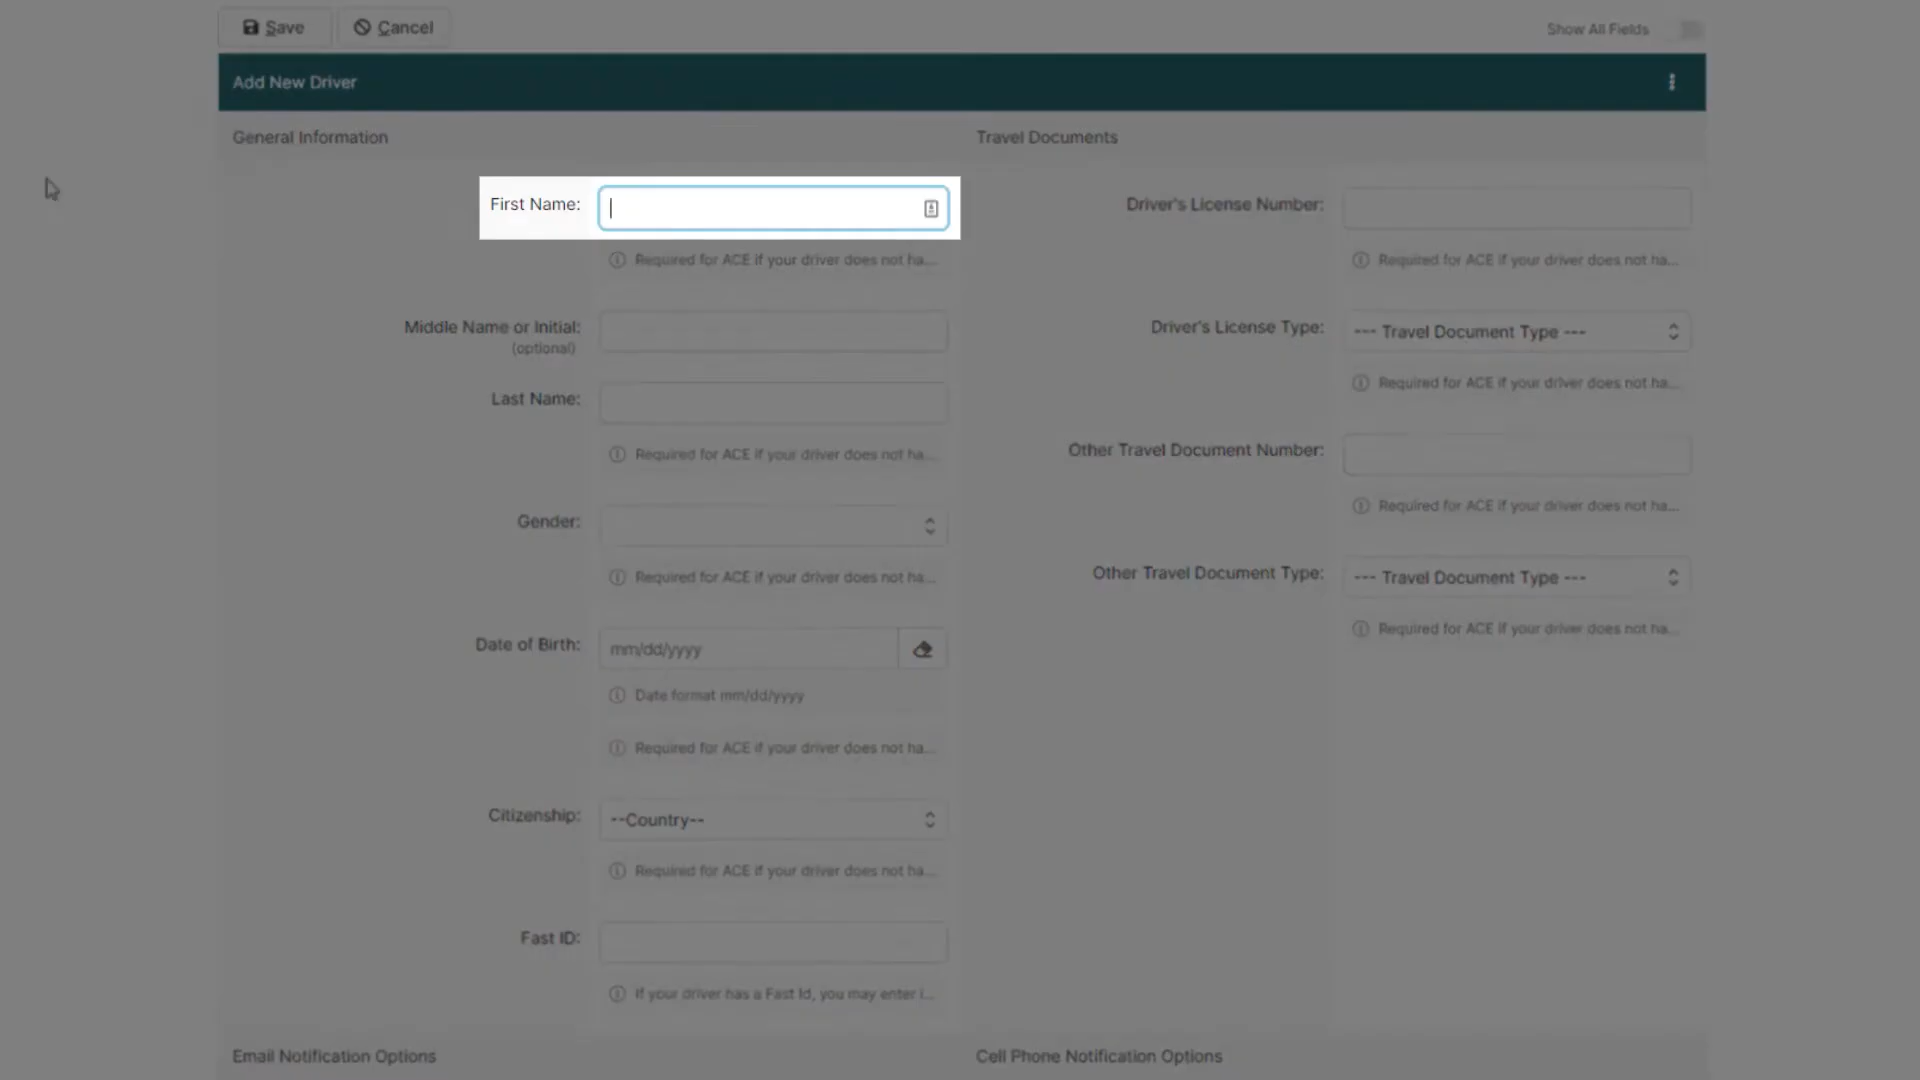 Save
Cancel
Show All Fields
Add New Driver
General Information
Travel Documents
First Name:
Required for ACE if your driver does not ha...
Middle Name or Initial:
(optional)
Last Name:
Required for ACE if your driver does not ha...
Gender:
Required for ACE if your driver does not ha...
Date of Birth:
mm/dd/yyyy
Date format mm/dd/yyyy
Required for ACE if your driver does not ha...
Citizenship:
--Country--
Required for ACE if your driver does not ha...
Fast ID:
If your driver has a Fast Id, you may enter i...
Driver's License Number:
Required for ACE if your driver does not ha...
Driver's License Type:
--- Travel Document Type ---
Required for ACE if your driver does not ha...
Other Travel Document Number:
Required for ACE if your driver does not ha...
Other Travel Document Type:
--- Travel Document Type ---
Required for ACE if your driver does not ha...
Email Notification Options
Cell Phone Notification Options